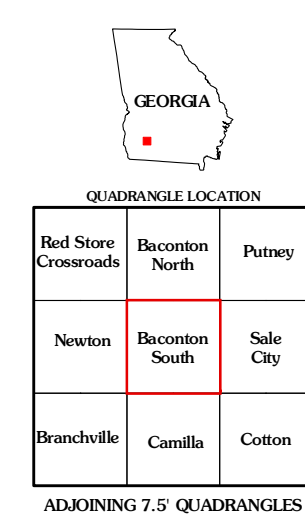 GEORGIA
QUADRANGLE LOCATION
Red Store
Crossroads
Baconton
North
Putney
Newton
Baconton
South
Sale
City
Branchville
Camilla
Cotton
ADJOINING 7.5' QUADRANGLES